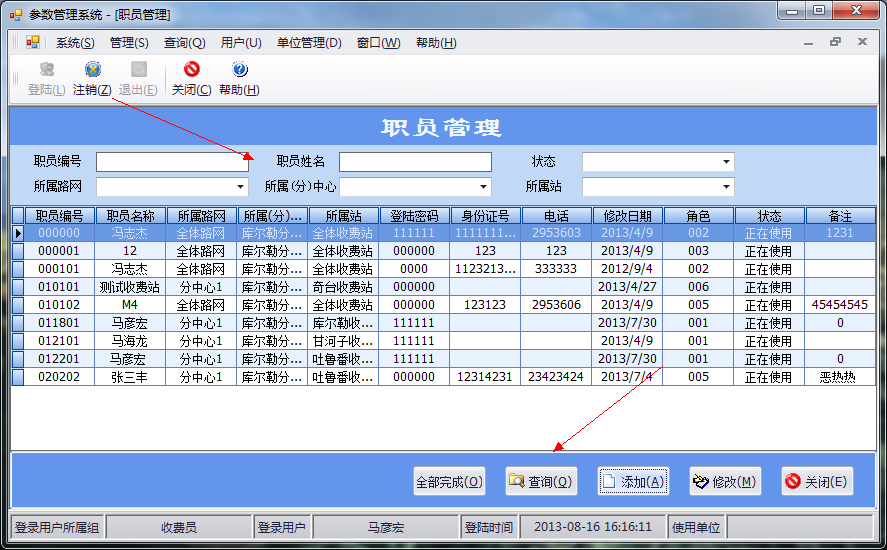 参数管理系统 - [职员管理]
系统(S) 管理(S) 查询(Q) 用户(U) 单位管理(D) 窗口(W) 帮助(H)
登陆(L) 注销(Z) 退出(E) 关闭(C) 帮助(H)
职员管理
职员编号 职员姓名 状态
所属路网 所属(分)中心 所属站
职员编号 职员名称 所属路网 所属(分)... 所属站 登陆密码 身份证号 电话 修改日期 角色 状态 备注
000000 冯志杰 全体路网 库尔勒分... 全体收费站 111111 1111111... 2953603 2013/4/9 002 正在使用 1231
000001 12 全体路网 库尔勒分... 全体收费站 000000 123 123 2013/4/9 003 正在使用
000101 冯志杰 全体路网 库尔勒分... 全体收费站 0000 1123213... 333333 2012/9/4 002 正在使用
010101 测试收费站 分中心1 库尔勒分... 奇台收费站 000000 2013/4/27 006 正在使用
010102 M4 全体路网 库尔勒分... 全体收费站 000000 123123 2953606 2013/4/9 005 正在使用 45454545
011801 马彦宏 分中心1 库尔勒分... 库尔勒收... 111111 2013/7/30 001 正在使用 0
012101 马海龙 分中心1 库尔勒分... 甘河子收... 111111 2013/4/9 001 正在使用
012201 马彦宏 分中心1 库尔勒分... 吐鲁番收... 111111 2013/7/30 001 正在使用 0
020202 张三丰 分中心1 库尔勒分... 吐鲁番收... 000000 12314231 23423424 2013/7/4 005 正在使用 恶热热
全部完成(O) 查询(Q) 添加(A) 修改(M) 关闭(E)
登录用户所属组 收费员 登录用户 马彦宏 登陆时间 2013-08-16 16:16:11 使用单位